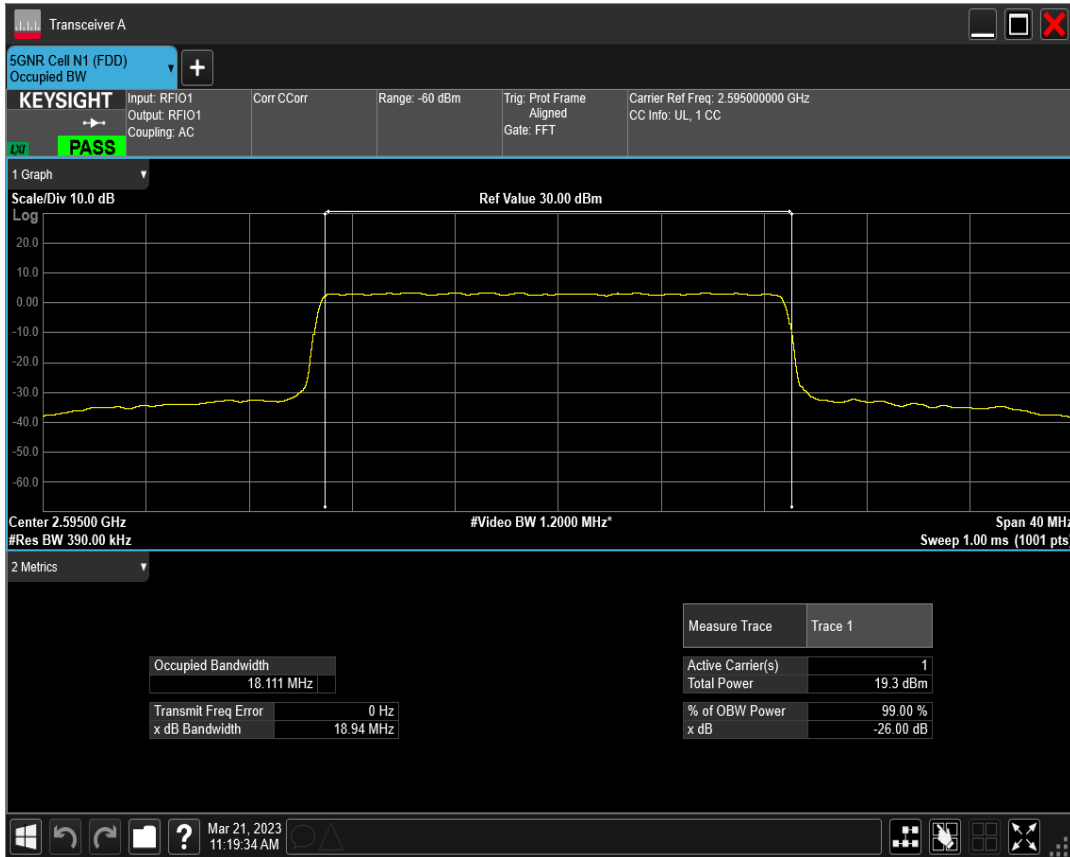 Transceiver A
5GNR Cell N1 (FDD)
Occupied BW
+
KEYSIGHT
LXI
PASS
Input: RFIO1
Output: RFIO1
Coupling: AC
Corr CCorr
Range: -60 dBm
Trig: Prot Frame
Aligned
Gate: FFT
Carrier Ref Freq: 2.595000000 GHz
CC Info: UL, 1 CC
1 Graph
Scale/Div 10.0 dB
Ref Value 30.00 dBm
Log
20.0
10.0
0.00
-10.0
-20.0
-30.0
-40.0
-50.0
-60.0
Center 2.59500 GHz
#Video BW 1.2000 MHz*
Span 40 MHz
#Res BW 390.00 kHz
Sweep 1.00 ms (1001 pts)
2 Metrics
Measure Trace Trace 1
Occupied Bandwidth
18.111 MHz
Active Carrier(s) 1
Total Power 19.3 dBm
Transmit Freq Error 0 Hz
x dB Bandwidth 18.94 MHz
% of OBW Power 99.00 %
x dB -26.00 dB
?
Mar 21, 2023
11:19:34 AM